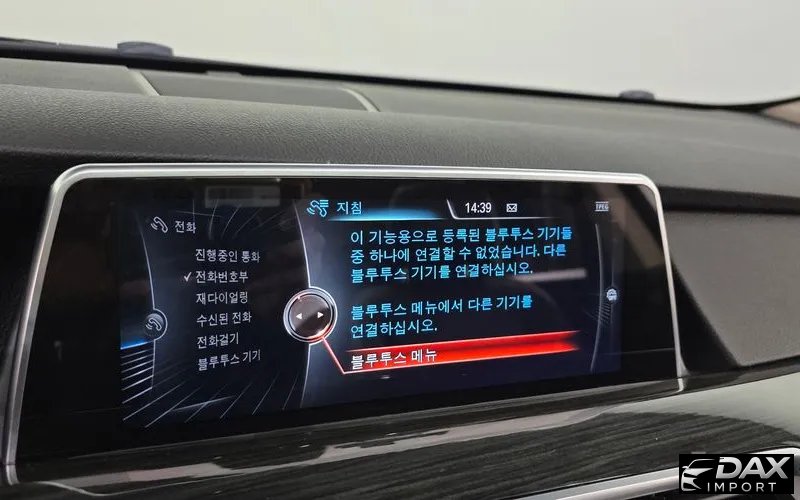 지침
14:39
전화
진행중인 통화
전화번호부
재다이얼링
수신된 전화
전화걸기
블루투스 기기
이 기능용으로 등록된 블루투스 기기들
중 하나에 연결할 수 없었습니다. 다른
블루투스 기기를 연결하십시오.
블루투스 메뉴에서 다른 기기를
연결하십시오.
블루투스 메뉴
DAX
IMPORT